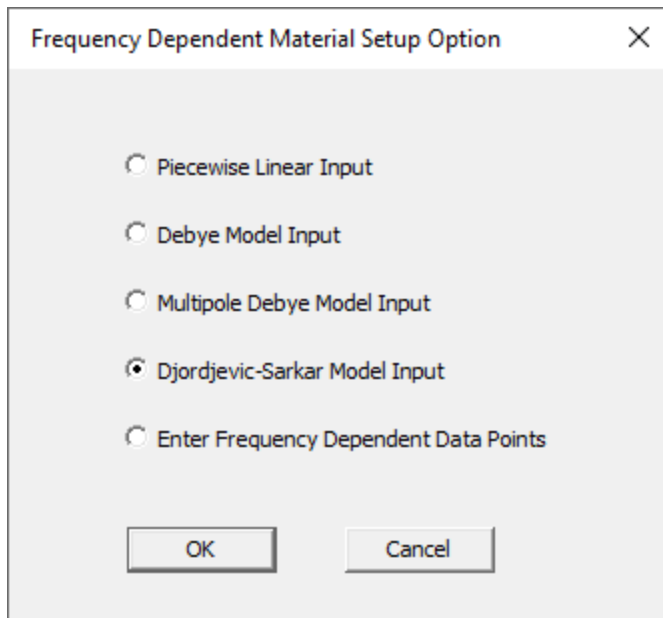 Frequency Dependent Material Setup Option
Piecewise Linear Input
Debye Model Input
Multipole Debye Model Input
Djordjevic-Sarkar Model Input
Enter Frequency Dependent Data Points
OK
Cancel